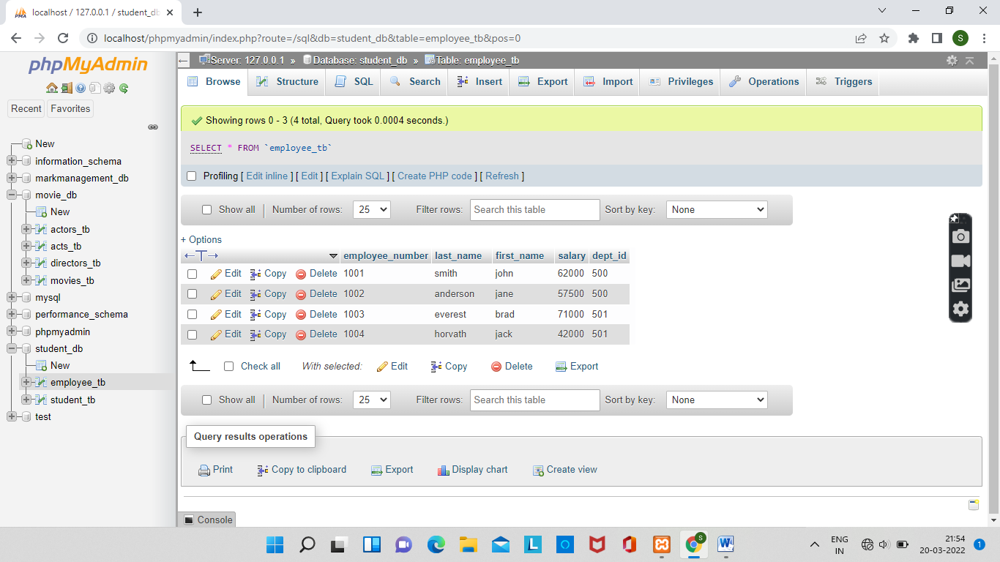 localhost / 127.0.0.1 / student_db
localhost/phpmyadmin/index.php?route=/sql&db=student_db&table=employee_tb&pos=0
S
phpMyAdmin
Recent Favorites
New
information_schema
markmanagement_db
movie_db
New
actors_tb
acts_tb
directors_tb
movies_tb
mysql
performance_schema
phpmyadmin
student_db
New
employee_tb
student_tb
test
Server: 127.0.0.1 » Database: student_db » Table: employee_tb
Browse Structure SQL Search Insert Export Import Privileges Operations Triggers
Showing rows 0 - 3 (4 total, Query took 0.0004 seconds.)
SELECT * FROM `employee_tb`
Profiling [ Edit inline ] [ Edit ] [ Explain SQL ] [ Create PHP code ] [ Refresh ]
Show all Number of rows: 25 Filter rows: Search this table Sort by key: None
+ Options
employee_number last_name first_name salary dept_id
Edit Copy Delete 1001 smith john 62000 500
Edit Copy Delete 1002 anderson jane 57500 500
Edit Copy Delete 1003 everest brad 71000 501
Edit Copy Delete 1004 horvath jack 42000 501
Check all With selected: Edit Copy Delete Export
Show all Number of rows: 25 Filter rows: Search this table Sort by key: None
Query results operations
Print Copy to clipboard Export Display chart Create view
Console
ENG
IN
21:54
20-03-2022
1